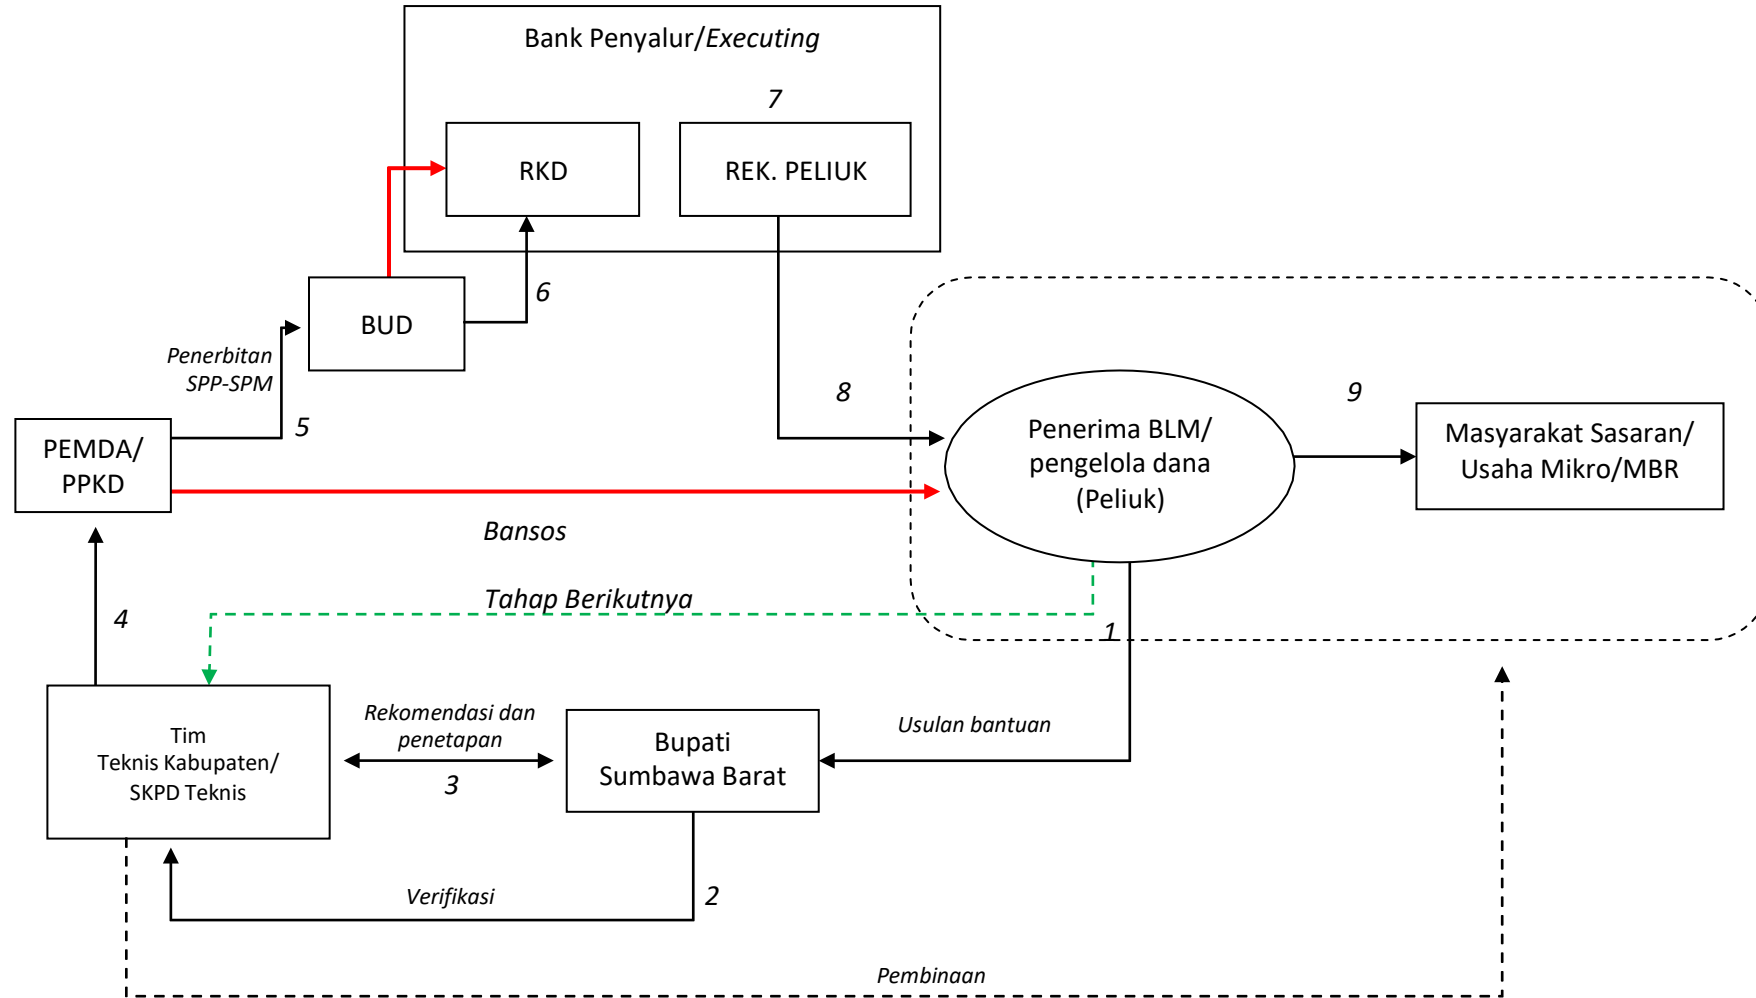 Bank Penyalur/Executing
7
RKD
REK. PELIUK
6
BUD
Penerbitan
SPP-SPM
5
8
9
PEMDA/
PPKD
Penerima BLM/
pengelola dana
(Peliuk)
Masyarakat Sasaran/
Usaha Mikro/MBR
Bansos
Tahap Berikutnya
4
1
Tim
Teknis Kabupaten/
SKPD Teknis
Rekomendasi dan
penetapan
3
Bupati
Sumbawa Barat
Usulan bantuan
Verifikasi
2
Pembinaan